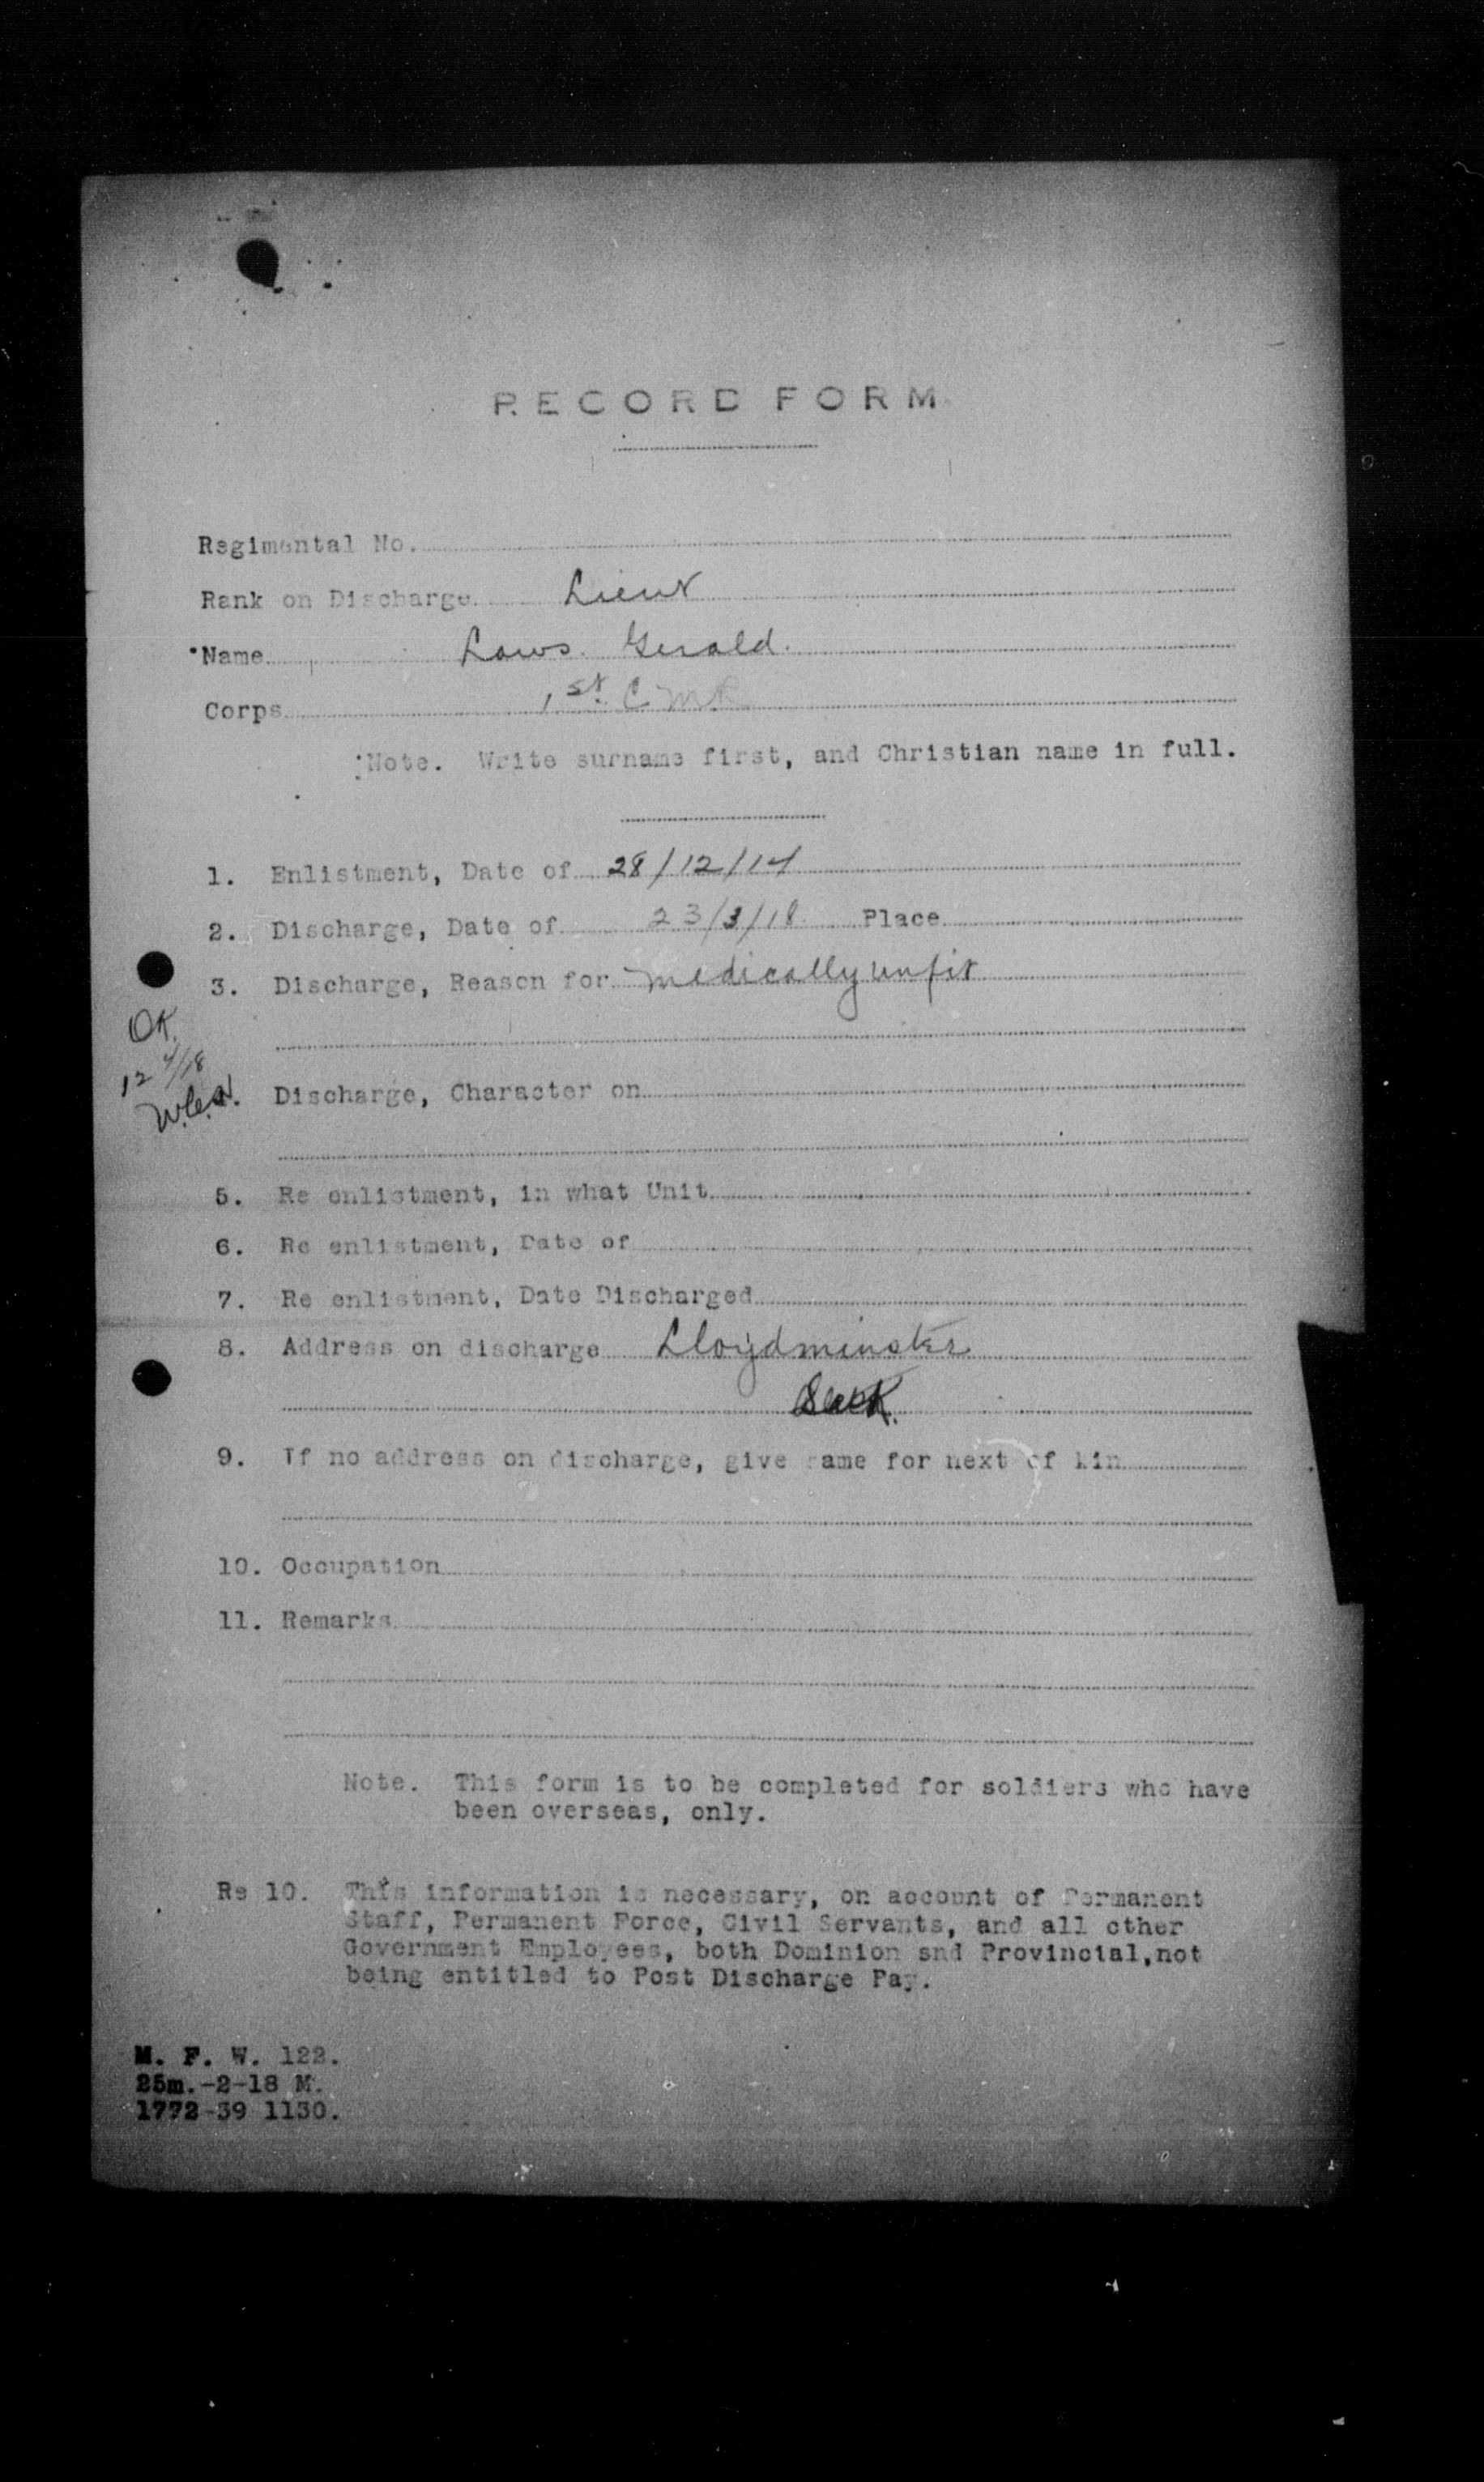 RECORD FORM
Regimental No.
Rank on Discharge Lieut
*Name Laws. Gerald.
Corps 1st. C M R
*Note. Write surname first, and Christian name in full.
1. Enlistment, Date of 28/12/14
2. Discharge, Date of 23/3/18 Place
3. Discharge, Reason for medically unfit
OK.
12 4/18
Discharge, Character on
5. Re enlistment, in what Unit
6. Re enlistment, Date of
7. Re enlistment, Date Discharged
8. Address on discharge Lloydminster
Sask.
9. If no address on discharge, give same for next of kin
10. Occupation
11. Remarks
Note. This form is to be completed for soldiers who have
been overseas, only.
Re 10. This information is necessary, on account of Permanent
Staff, Permanent Force, Civil Servants, and all other
Government Employees, both Dominion snd Provincial,not
being entitled to Post Discharge Pay.
M. F. W. 122.
25m.-2-18 M.
1772-39 1130.